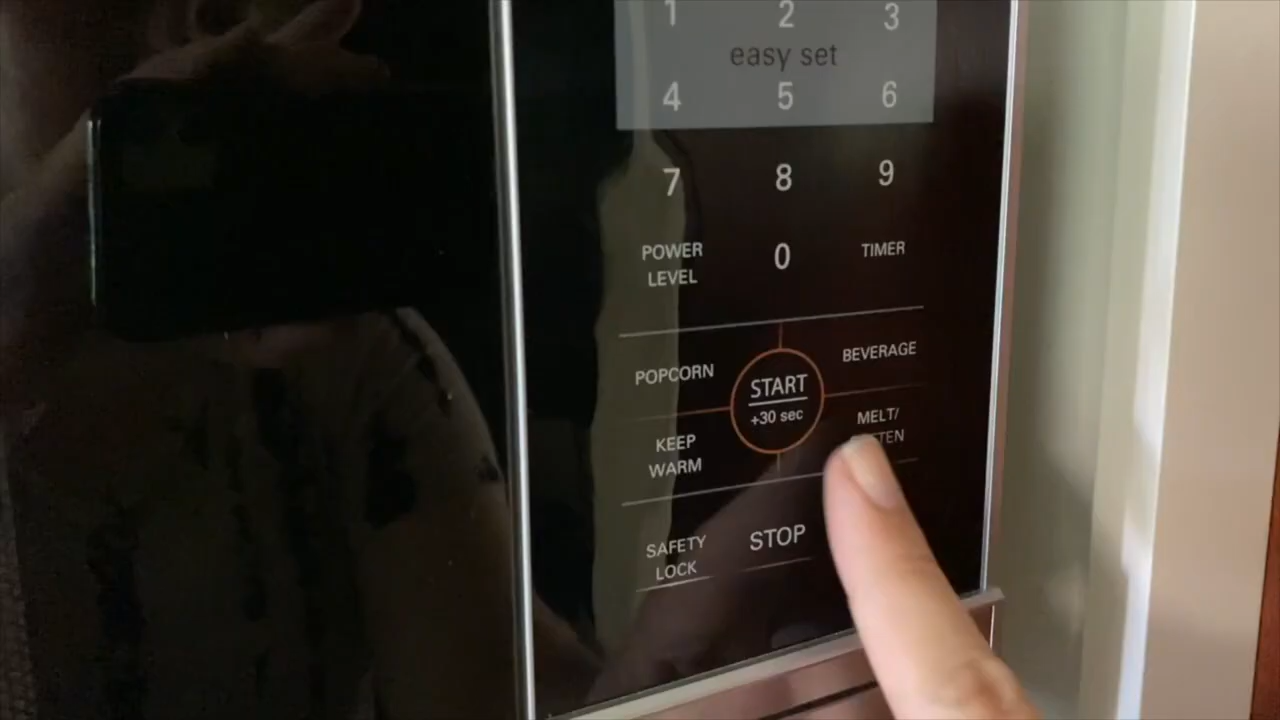 1 2 3
easy set
4 5 6
7 8 9
POWER
LEVEL
0
TIMER
POPCORN
START
+30 sec
BEVERAGE
KEEP
WARM
MELT/
SAFETY
LOCK
STOP